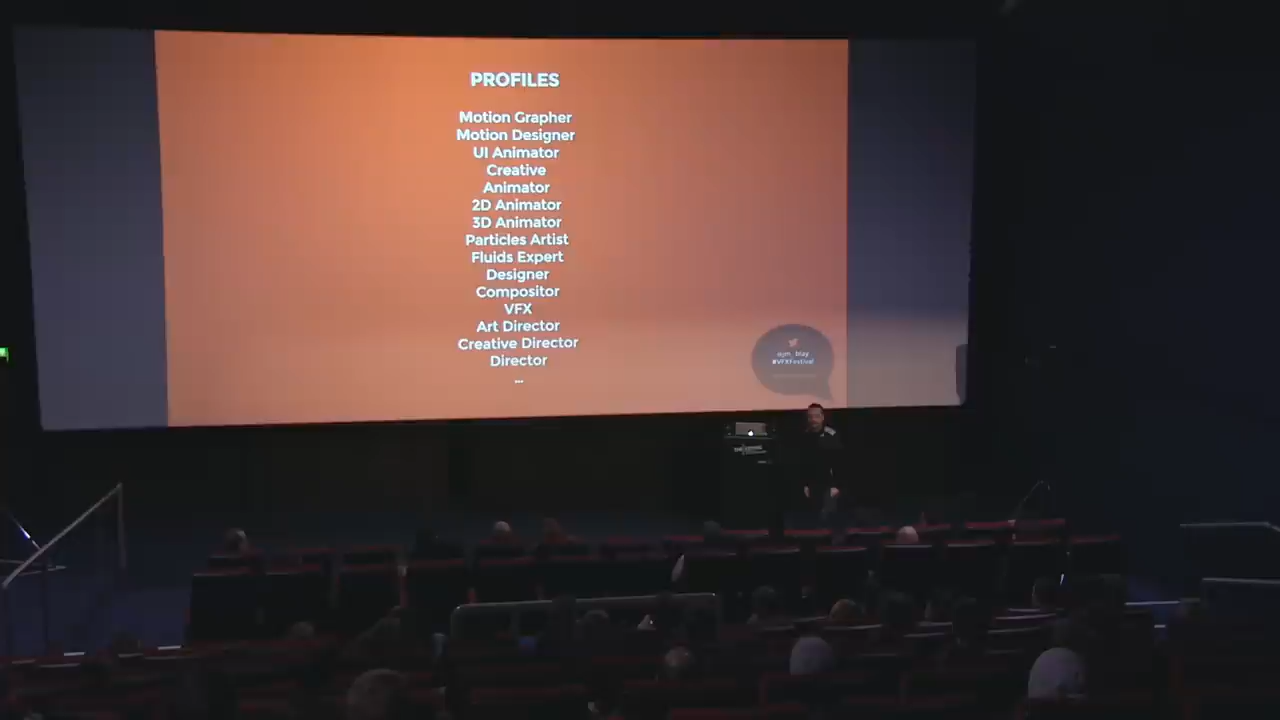 PROFILES
Motion Grapher
Motion Designer
UI Animator
Creative
Animator
2D Animator
3D Animator
Particles Artist
Fluids Expert
Designer
Compositor
VFX
Art Director
Creative Director
Director
...
@jm_blay
#VFXFestival